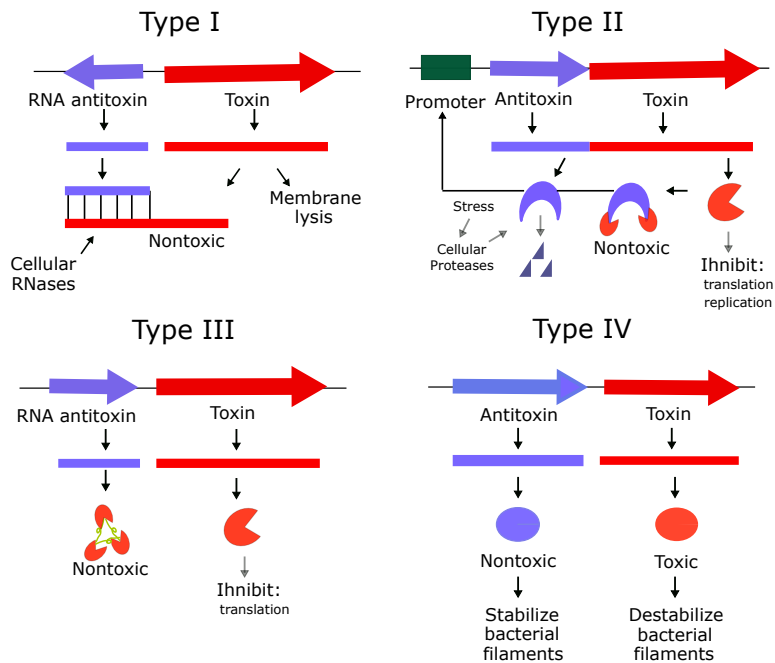 Type I
RNA antitoxin
Toxin
Membrane
lysis
Nontoxic
Cellular
RNases
Type II
Promoter
Antitoxin
Toxin
Stress
Cellular
Proteases
Nontoxic
Ihnibit:
translation
replication
Type III
RNA antitoxin
Toxin
Nontoxic
Ihnibit:
translation
Type IV
Antitoxin
Toxin
Nontoxic
Toxic
Stabilize
bacterial
filaments
Destabilize
bacterial
filaments